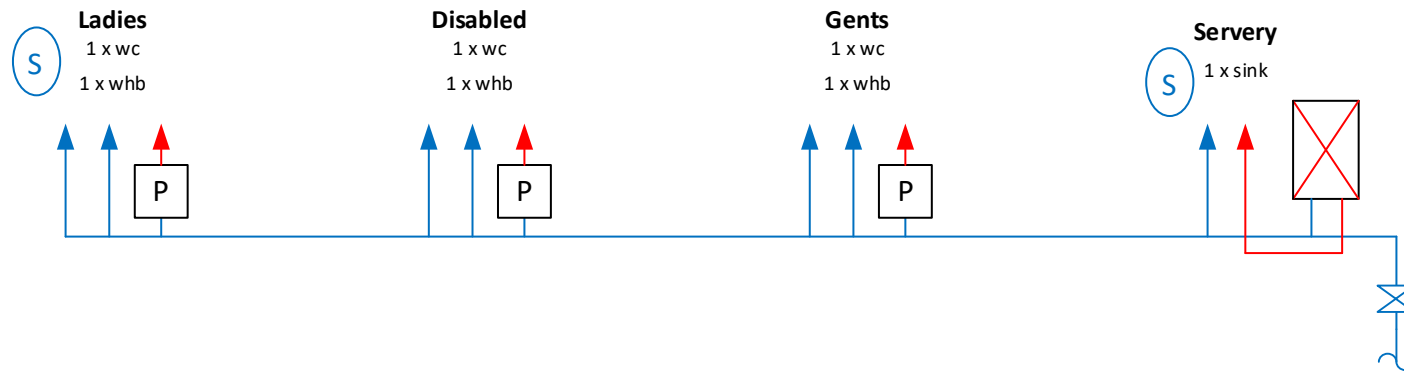 Ladies
1 x wc
1 x whb
S
P
Disabled
1 x wc
1 x whb
P
Gents
1 x wc
1 x whb
P
Servery
1 x sink
S